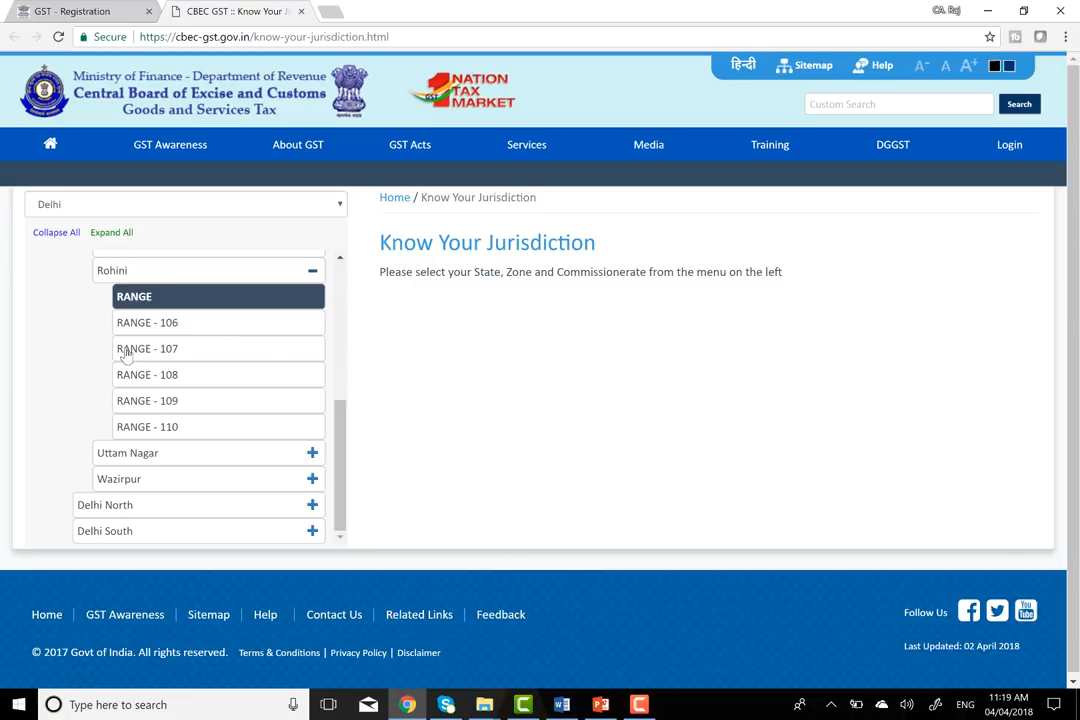 GST - Registration
CBEC GST :: Know Your J
CA. Raj
Secure
https://cbec-gst.gov.in/know-your-jurisdiction.html
Ministry of Finance - Department of Revenue
Central Board of Excise and Customs
Goods and Services Tax
GST
1 NATION
TAX
MARKET
हिन्दी
Sitemap
Help
A-
A
A+
Custom Search
Search
GST Awareness
About GST
GST Acts
Services
Media
Training
DGGST
Login
Delhi
Collapse All
Expand All
Rohini
RANGE
RANGE - 106
RANGE - 107
RANGE - 108
RANGE - 109
RANGE - 110
Uttam Nagar
Wazirpur
Delhi North
Delhi South
Home / Know Your Jurisdiction
Know Your Jurisdiction
Please select your State, Zone and Commissionerate from the menu on the left
Home
GST Awareness
Sitemap
Help
Contact Us
Related Links
Feedback
Follow Us
You
Tube
© 2017 Govt of India. All rights reserved.
Terms & Conditions | Privacy Policy | Disclaimer
Last Updated: 02 April 2018
Type here to search
ENG
11:19 AM
04/04/2018